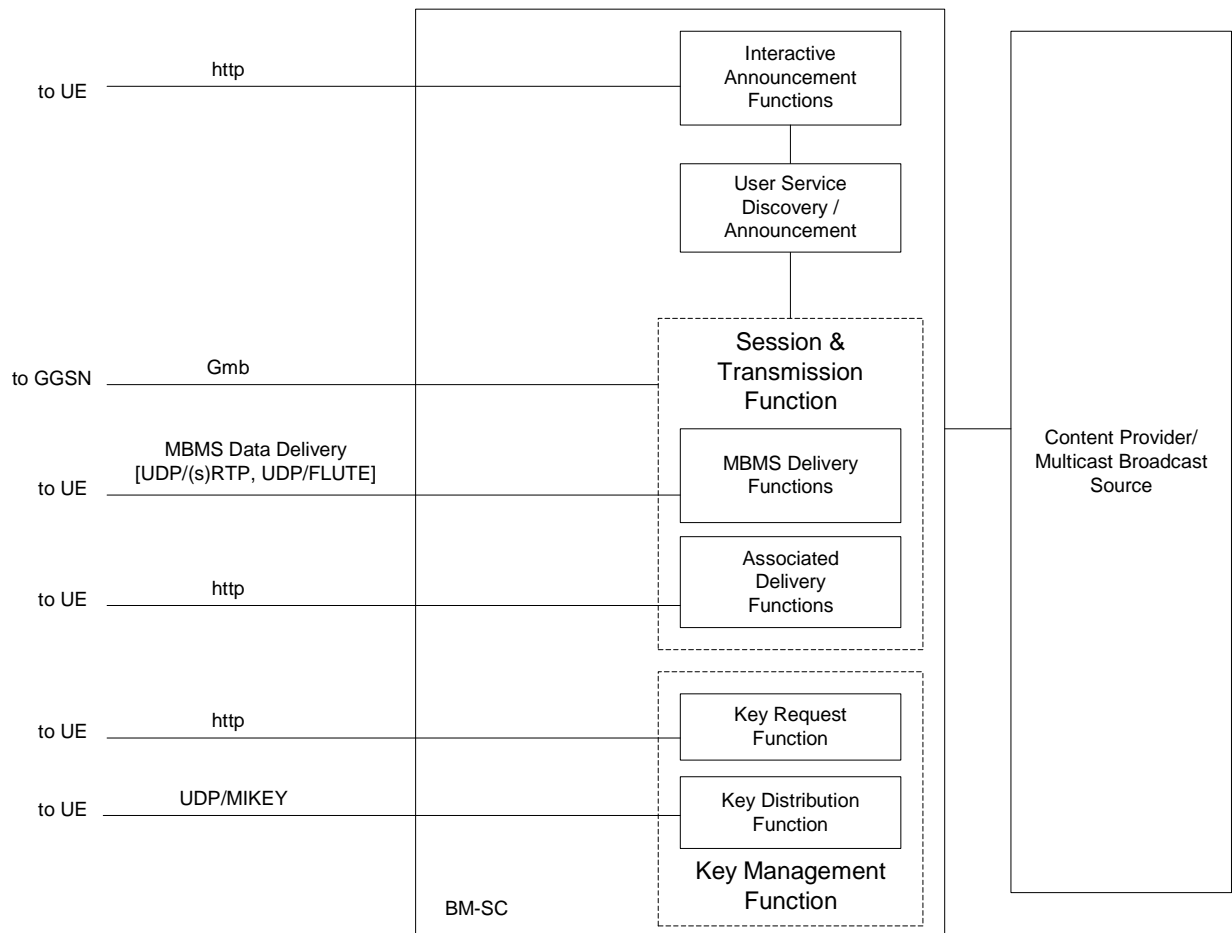 Interactive
Announcement
Functions
http
to UE
User Service
Discovery /
Announcement
Session &
Transmission
Function
Gmb
to GGSN
MBMS Data Delivery
[UDP/(s)RTP, UDP/FLUTE]
to UE
MBMS Delivery
Functions
Content Provider/
Multicast Broadcast
Source
Associated
Delivery
Functions
http
to UE
Key Request
Function
http
to UE
UDP/MIKEY
to UE
Key Distribution
Function
Key Management
Function
BM-SC